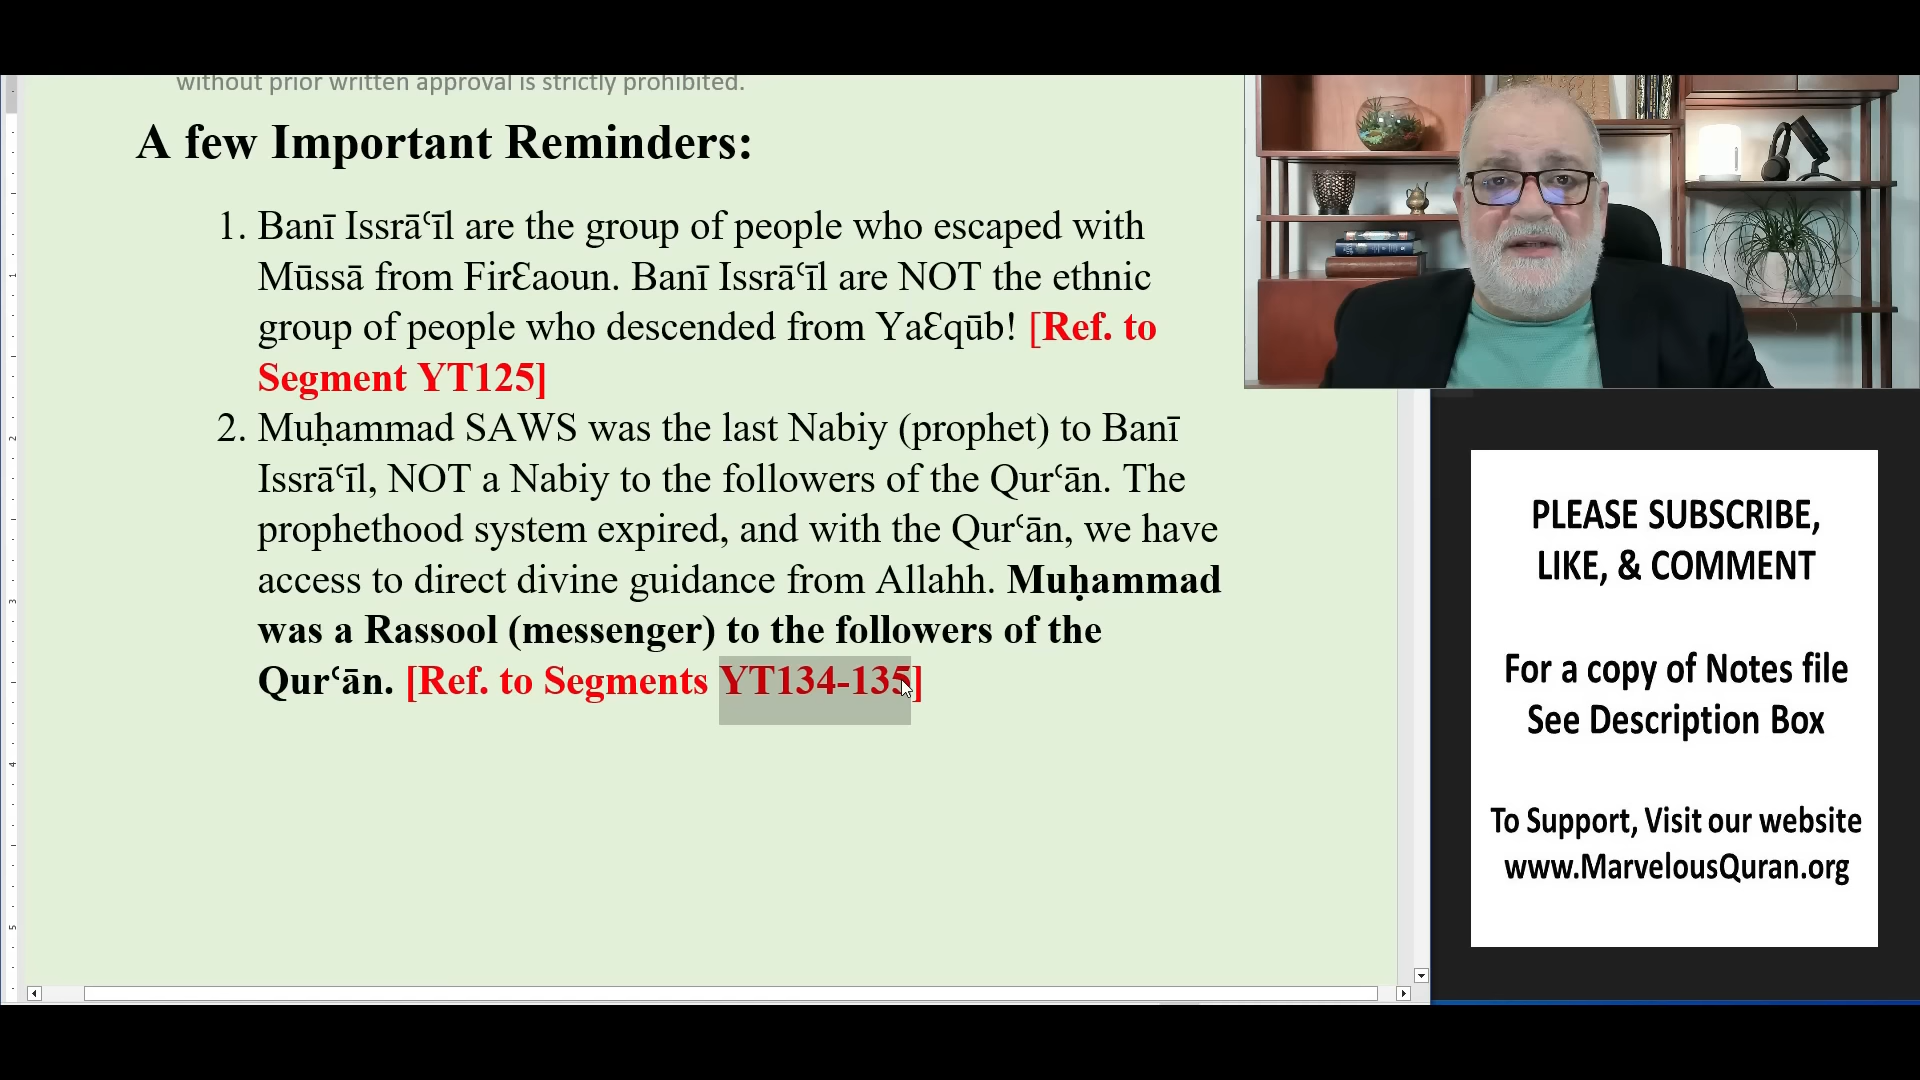 without prior written approval is strictly prohibited.
A few Important Reminders:
1. Banī Issrāʿīl are the group of people who escaped with
Mūssā from FirƐaoun. Banī Issrāʿīl are NOT the ethnic
group of people who descended from YaƐqūb! [Ref. to
Segment YT125]
2. Muḥammad SAWS was the last Nabiy (prophet) to Banī
Issrāʿīl, NOT a Nabiy to the followers of the Qurʿān. The
prophethood system expired, and with the Qurʿān, we have
access to direct divine guidance from Allahh. Muḥammad
was a Rassool (messenger) to the followers of the
Qurʿān. [Ref. to Segments YT134-135]
PLEASE SUBSCRIBE,
LIKE, & COMMENT
For a copy of Notes file
See Description Box
To Support, Visit our website
www.MarvelousQuran.org